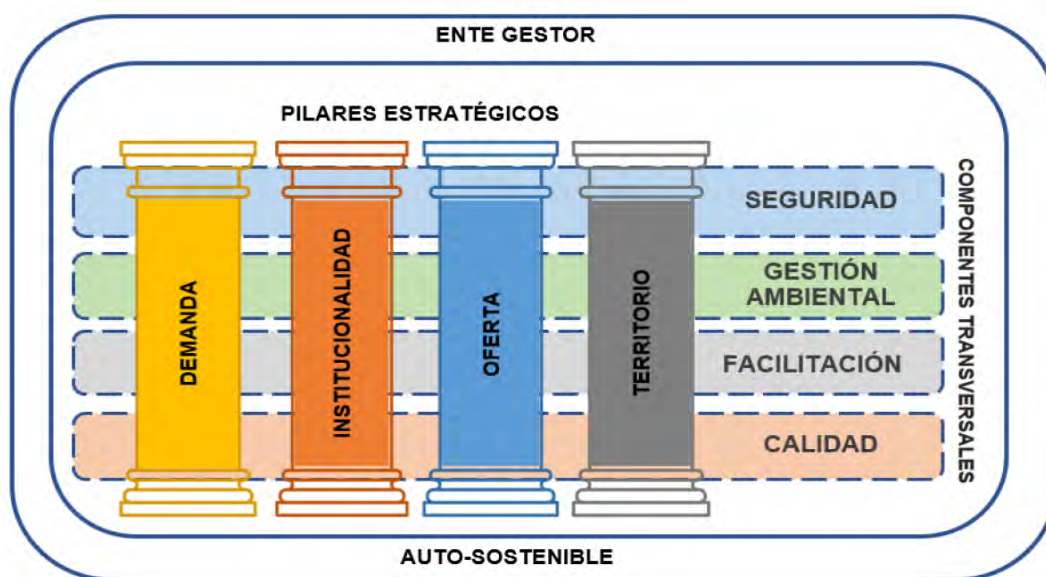 ENTE GESTOR
PILARES ESTRATÉGICOS
DEMANDA
INSTITUCIONALIDAD
OFERTA
TERRITORIO
SEGURIDAD
GESTIÓN
AMBIENTAL
FACILITACIÓN
CALIDAD
COMPONENTES TRANSVERSALES
AUTO-SOSTENIBLE